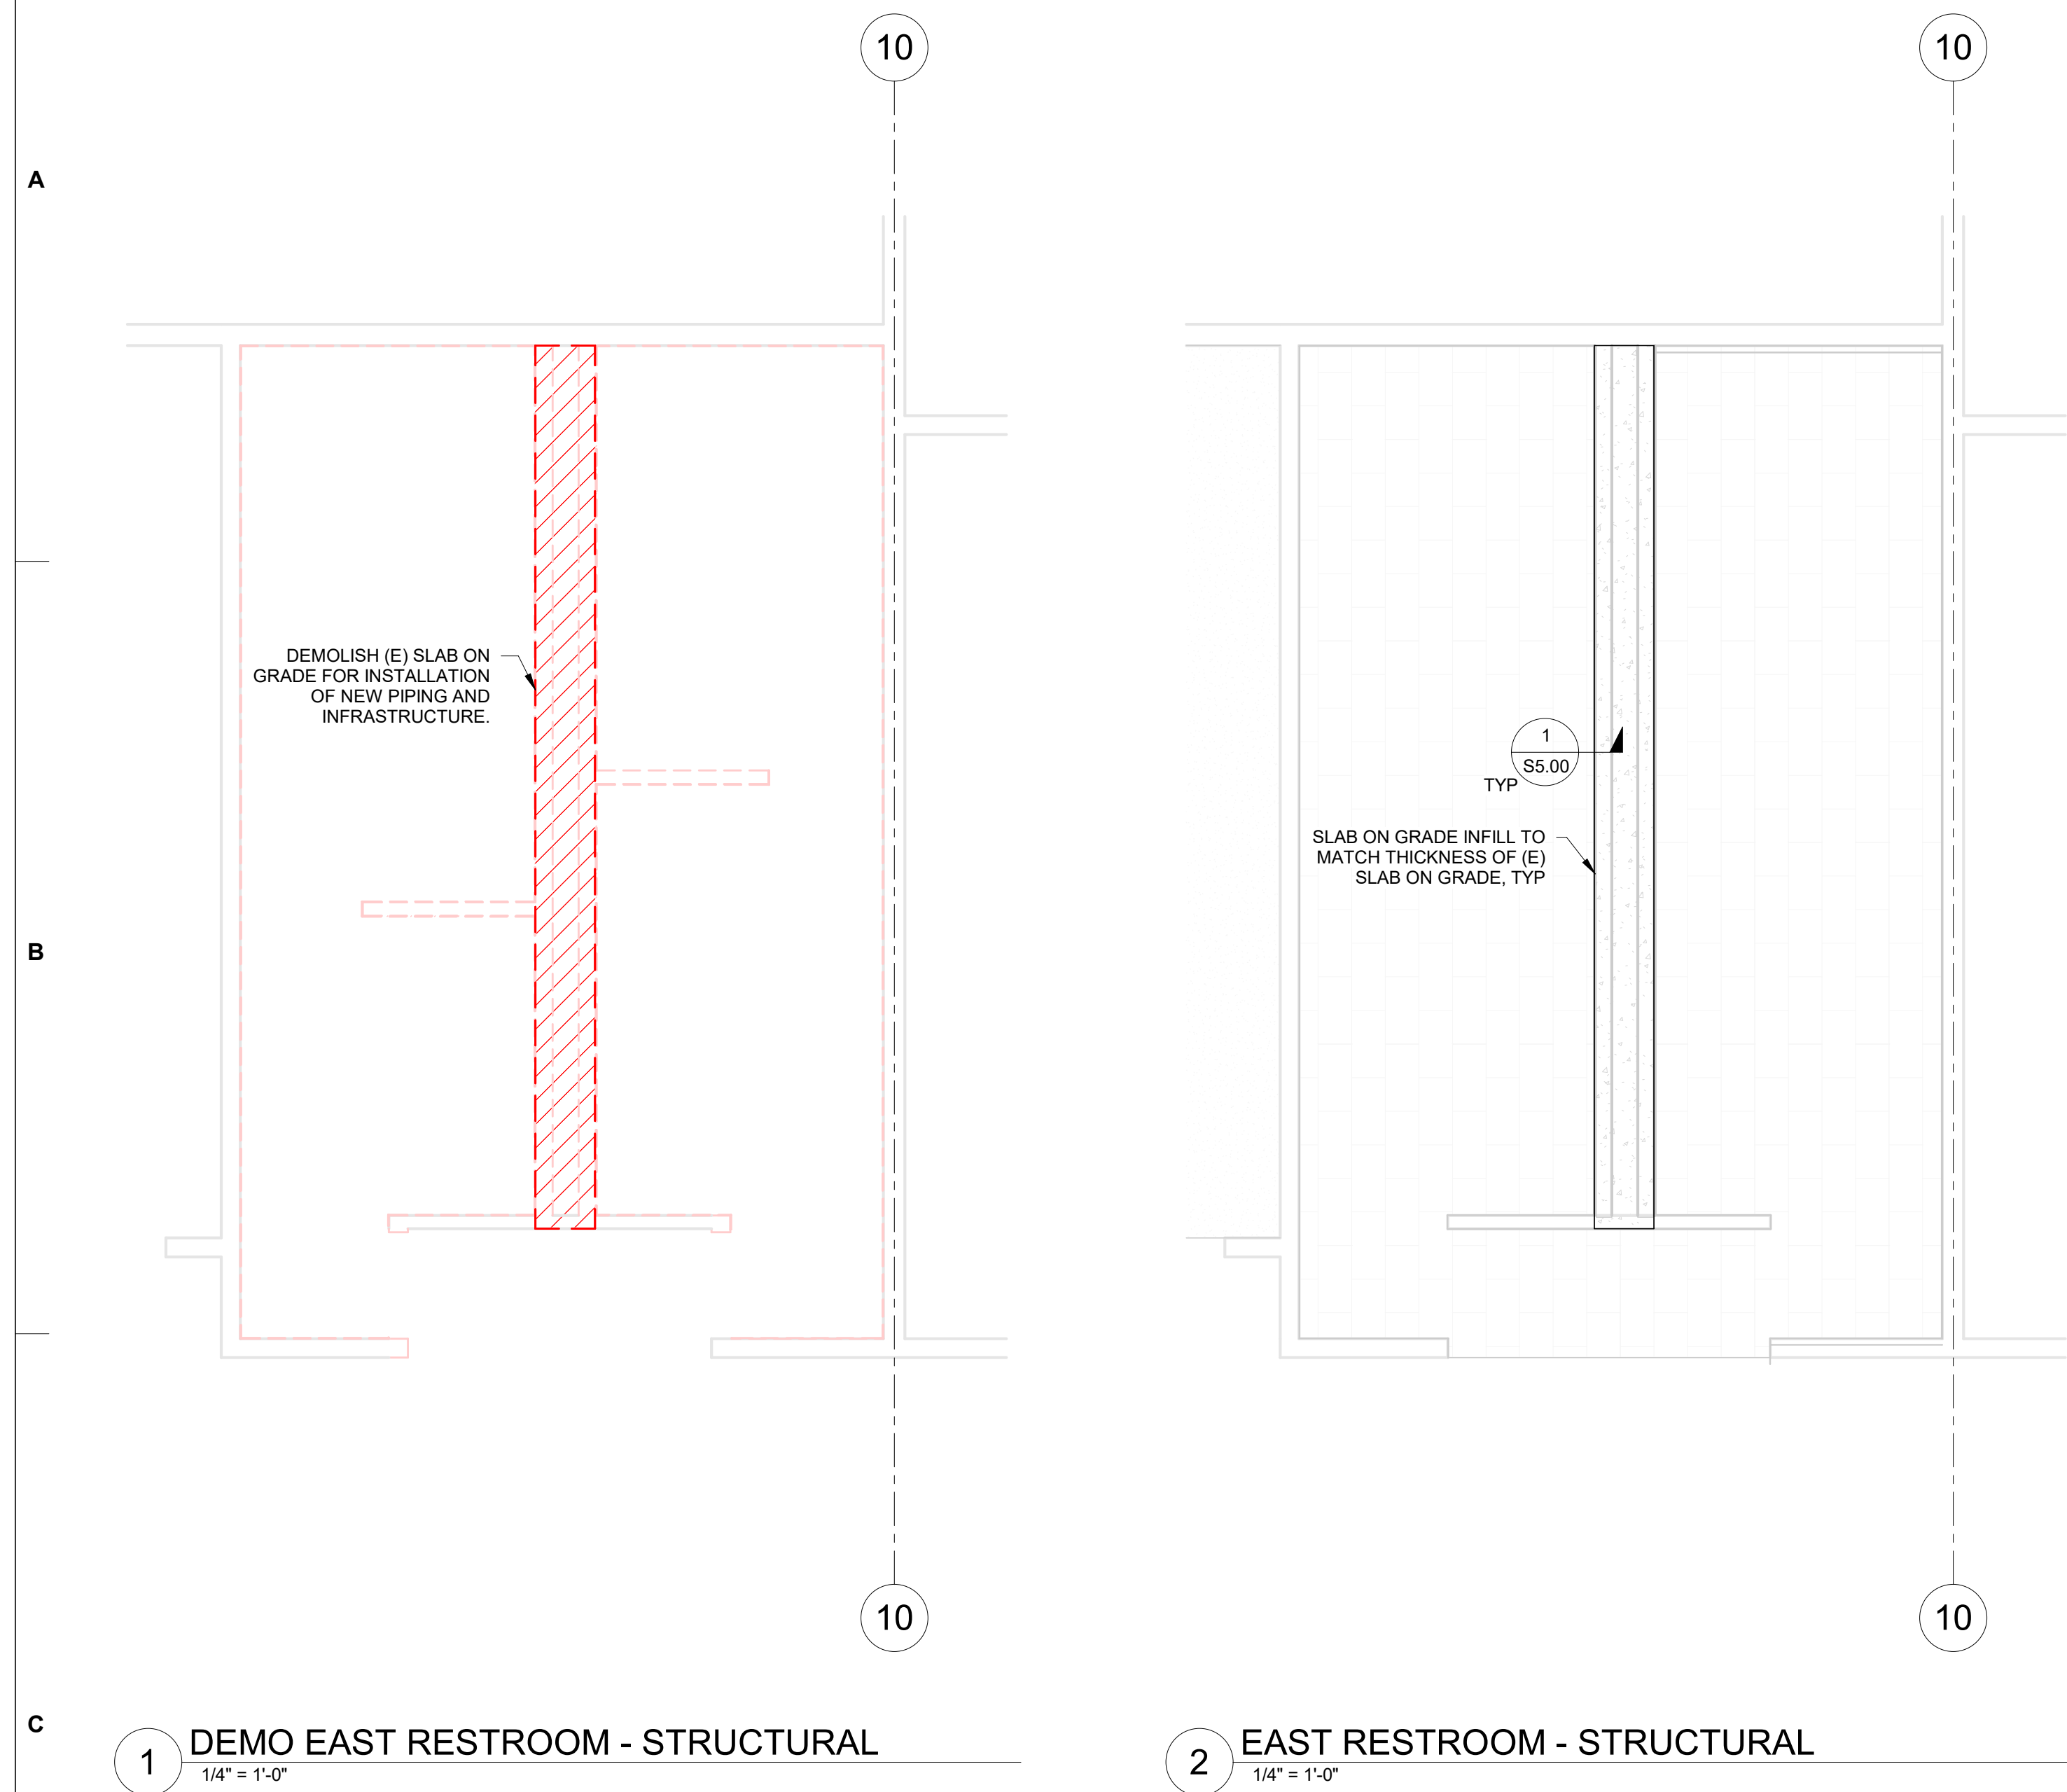 10
10
A
DEMOLISH (E) SLAB ON
GRADE FOR INSTALLATION
OF NEW PIPING AND
INFRASTRUCTURE.
1
S5.00
TYP
SLAB ON GRADE INFILL TO
MATCH THICKNESS OF (E)
SLAB ON GRADE, TYP
B
10
10
C
1
DEMO EAST RESTROOM - STRUCTURAL
1/4" = 1'-0"
2
EAST RESTROOM - STRUCTURAL
1/4" = 1'-0"